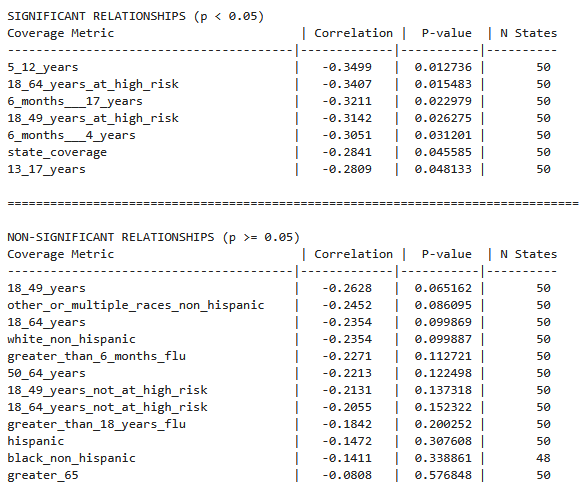 SIGNIFICANT RELATIONSHIPS (p < 0.05)
Coverage Metric | Correlation | P-value | N States
--------------------------------------|------------|----------|----------
5_12_years | -0.3499 | 0.012736 | 50
18_64_years_at_high_risk | -0.3407 | 0.015483 | 50
6_months___17_years | -0.3211 | 0.022979 | 50
18_49_years_at_high_risk | -0.3142 | 0.026275 | 50
6_months___4_years | -0.3051 | 0.031201 | 50
state_coverage | -0.2841 | 0.045585 | 50
13_17_years | -0.2809 | 0.048133 | 50
============================================================================
NON-SIGNIFICANT RELATIONSHIPS (p >= 0.05)
Coverage Metric | Correlation | P-value | N States
--------------------------------------|------------|----------|----------
18_49_years | -0.2628 | 0.065162 | 50
other_or_multiple_races_non_hispanic | -0.2452 | 0.086095 | 50
18_64_years | -0.2354 | 0.099869 | 50
white_non_hispanic | -0.2354 | 0.099887 | 50
greater_than_6_months_flu | -0.2271 | 0.112721 | 50
50_64_years | -0.2213 | 0.122498 | 50
18_49_years_not_at_high_risk | -0.2131 | 0.137318 | 50
18_64_years_not_at_high_risk | -0.2055 | 0.152322 | 50
greater_than_18_years_flu | -0.1842 | 0.200252 | 50
hispanic | -0.1472 | 0.307608 | 50
black_non_hispanic | -0.1411 | 0.338861 | 48
greater_65 | -0.0808 | 0.576848 | 50